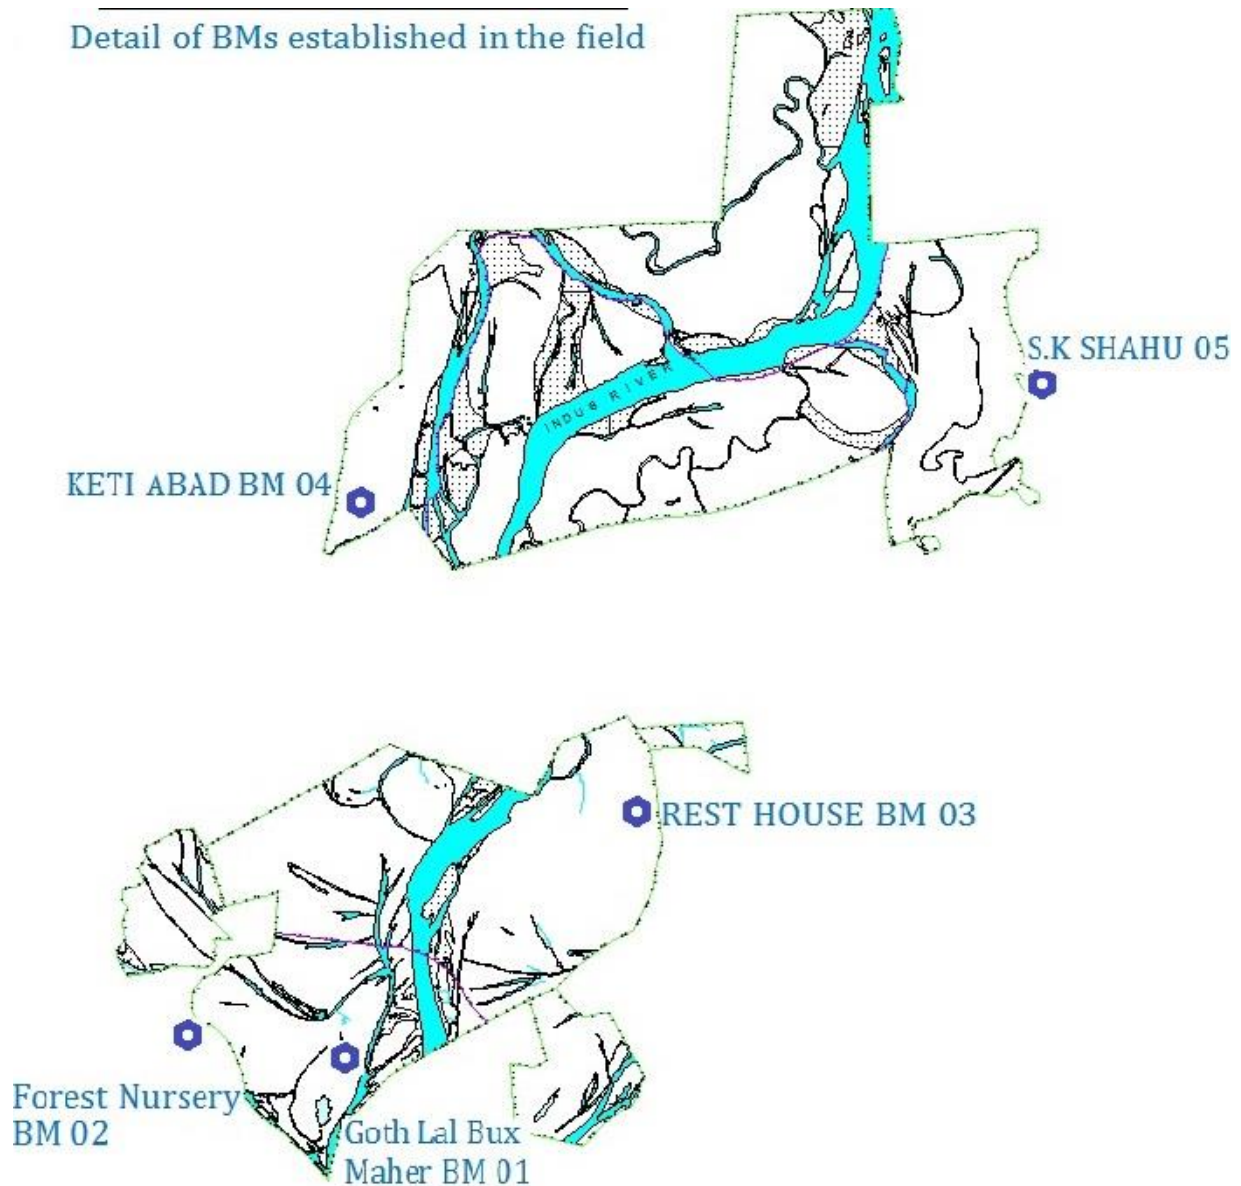 Detail of BMs established in the field
S.K SHAHU 05
INDUS RIVER
KETI ABAD BM 04
REST HOUSE BM 03
Forest Nursery
BM 02
Goth Lal Bux
Maher BM 01